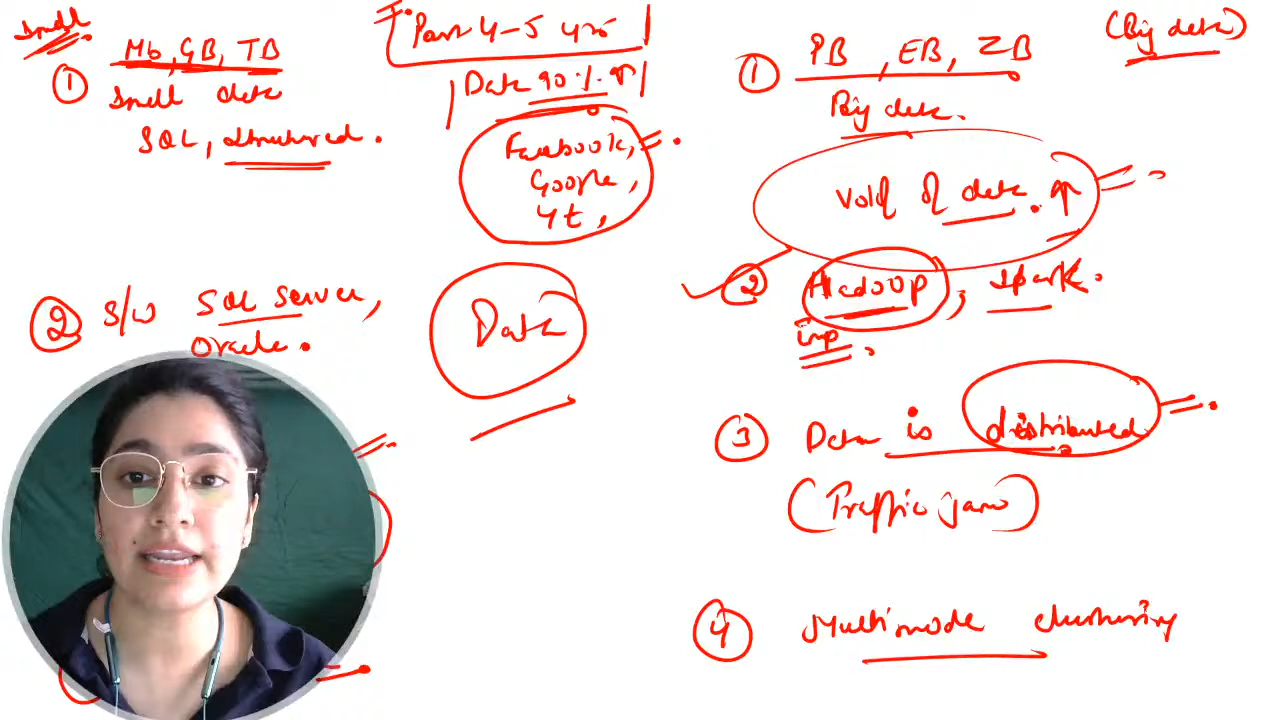 Small
Mb, GB, TB
① Small data
SQL, structured.
② S/W SQL Server,
Oracle.
Past 4-5 yrs
Data 90%
Facebook,
Google,
Yt,
Data
(Big data)
① PB, EB, ZB
Big data.
of data
② Hadoop, Spark.
imp
③ Data is distributed
(Traffic jam)
④ Multinode clustering